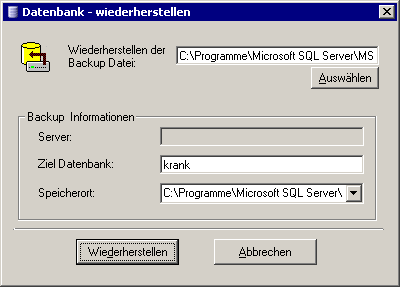 Datenbank - wiederherstellen
Wiederherstellen der
Backup Datei:
C:\Programme\Microsoft SQL Server\MS
Auswählen
Backup Informationen
Server:
Ziel Datenbank:
krank
Speicherort:
C:\Programme\Microsoft SQL Server\
Wiederherstellen
Abbrechen